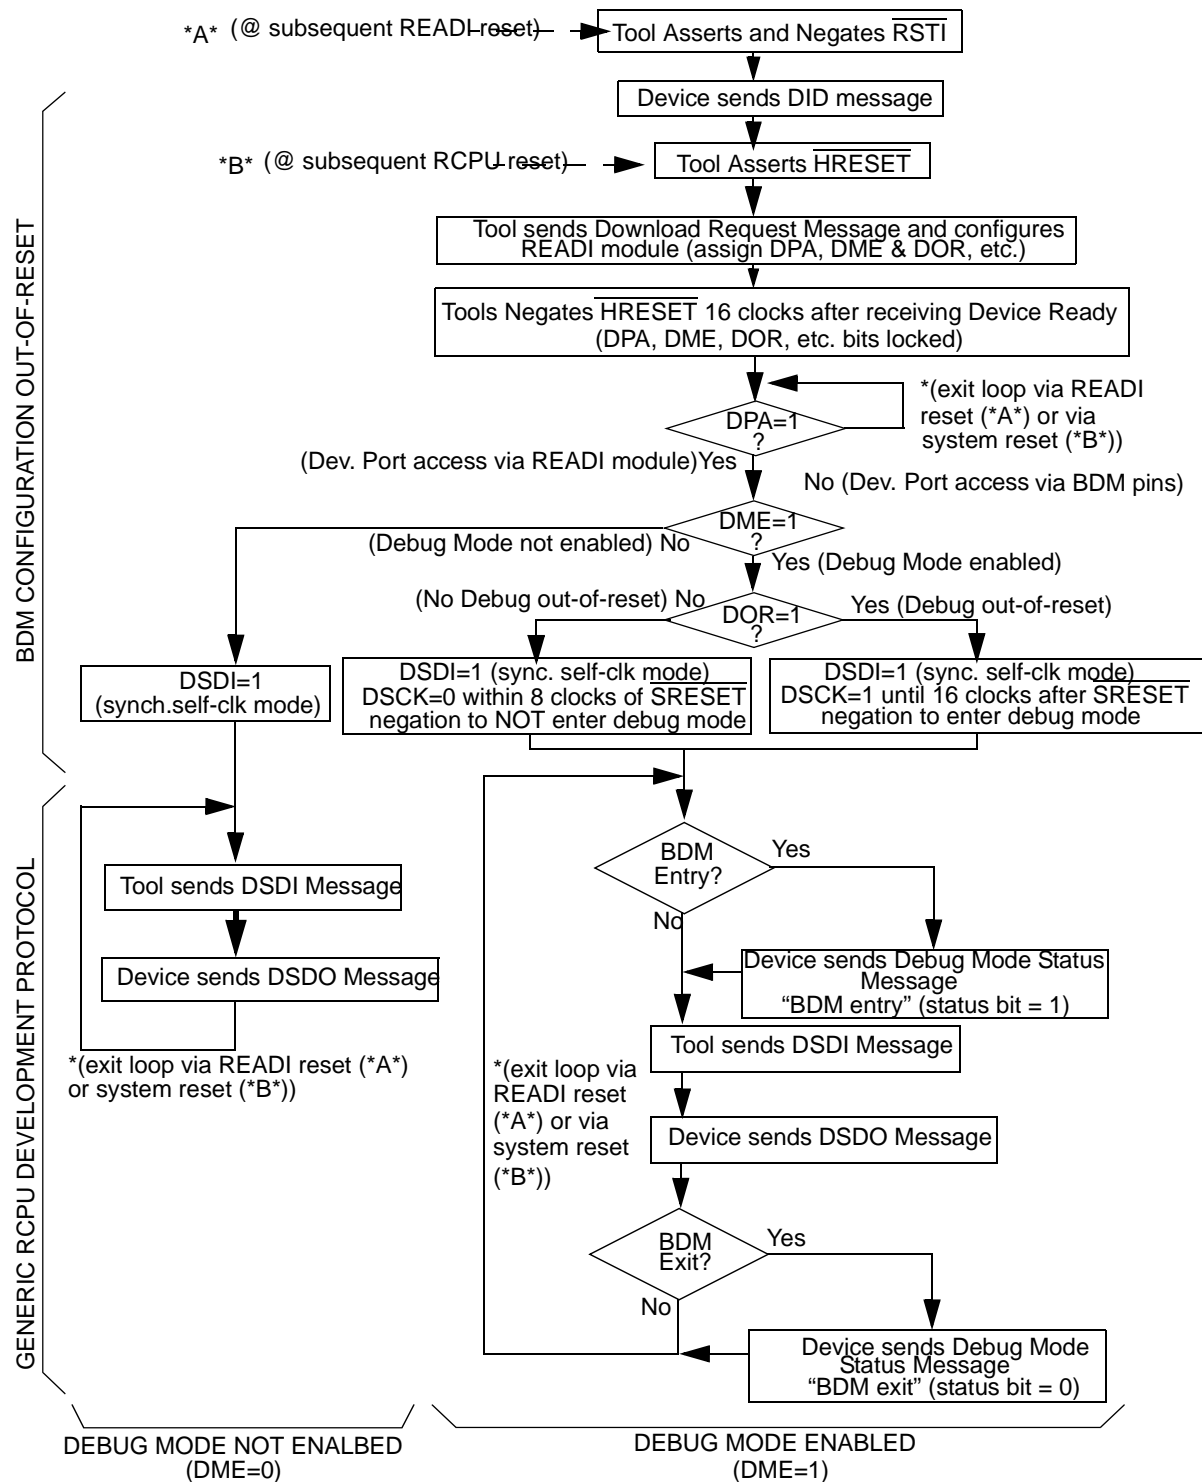 *A* (@ subsequent READI reset)
Tool Asserts and Negates RSTI
Device sends DID message
*B* (@ subsequent RCPU reset)
Tool Asserts HRESET
Tool sends Download Request Message and configures
READI module (assign DPA, DME & DOR, etc.)
Tools Negates HRESET 16 clocks after receiving Device Ready
(DPA, DME, DOR, etc. bits locked)
*(exit loop via READI
reset (*A*) or via
system reset (*B*))
DPA=1
?
(Dev. Port access via READI module)Yes
No (Dev. Port access via BDM pins)
DME=1
?
(Debug Mode not enabled) No
Yes (Debug Mode enabled)
(No Debug out-of-reset) No
DOR=1
?
Yes (Debug out-of-reset)
DSDI=1
(synch.self-clk mode)
DSDI=1 (sync. self-clk mode)
DSCK=0 within 8 clocks of SRESET
negation to NOT enter debug mode
DSDI=1 (sync. self-clk mode)
DSCK=1 until 16 clocks after SRESET
negation to enter debug mode
BDM CONFIGURATION OUT-OF-RESET
GENERIC RCPU DEVELOPMENT PROTOCOL
Tool sends DSDI Message
Device sends DSDO Message
*(exit loop via READI reset (*A*)
or system reset (*B*))
BDM
Entry?
Yes
No
Device sends Debug Mode Status
Message
“BDM entry” (status bit = 1)
Tool sends DSDI Message
*(exit loop via
READI reset
(*A*) or via
system reset
(*B*))
Device sends DSDO Message
BDM
Exit?
Yes
No
Device sends Debug Mode
Status Message
“BDM exit” (status bit = 0)
DEBUG MODE NOT ENALBED
(DME=0)
DEBUG MODE ENABLED
(DME=1)